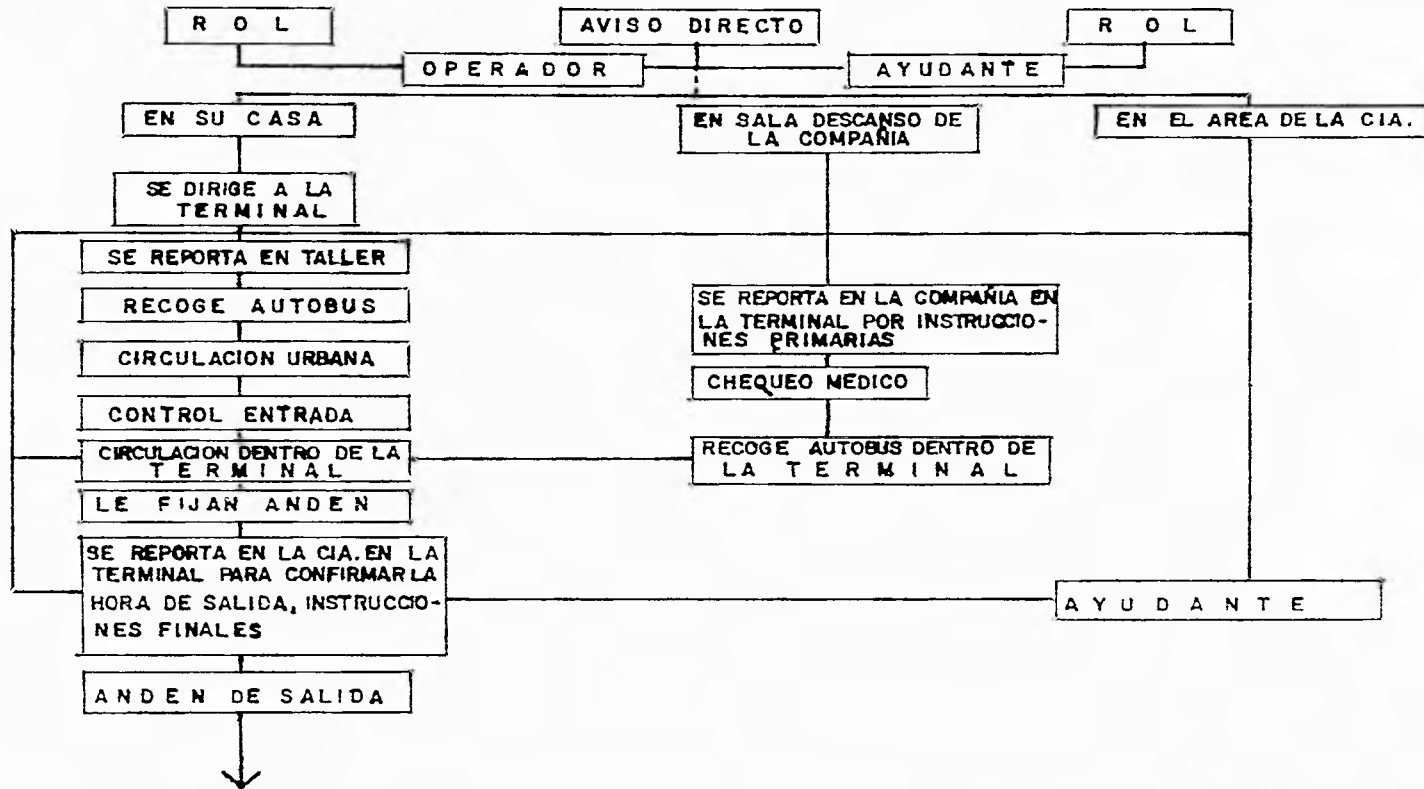 ROL
AVISO DIRECTO
ROL
OPERADOR
AYUDANTE
EN SU CASA
EN SALA DESCANSO DE
LA COMPAÑIA
EN EL AREA DE LA CIA.
SE DIRIGE A LA
TERMINAL
SE REPORTA EN TALLER
RECOGE AUTOBUS
SE REPORTA EN LA COMPAÑIA EN
LA TERMINAL POR INSTRUCCIO-
NES PRIMARIAS
CIRCULACION URBANA
CHEQUEO MEDICO
CONTROL ENTRADA
CIRCULACION DENTRO DE LA
TERMINAL
RECOGE AUTOBUS DENTRO DE
LA TERMINAL
LE FIJAN ANDEN
SE REPORTA EN LA CIA. EN LA
TERMINAL PARA CONFIRMAR LA
HORA DE SALIDA, INSTRUCCIO-
NES FINALES
AYUDANTE
ANDEN DE SALIDA